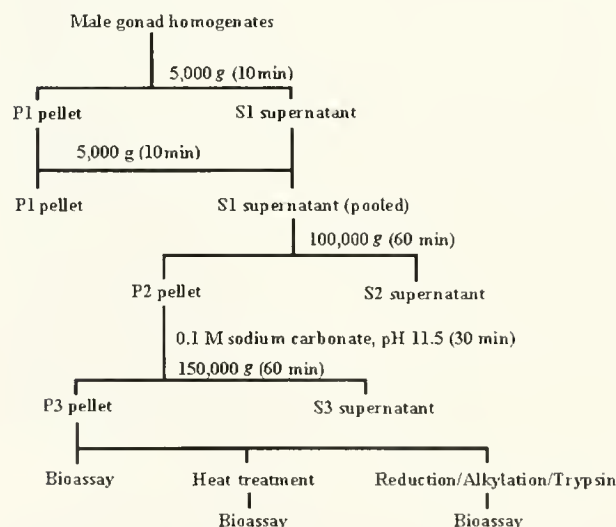 Male gonad homogenates
5,000 g (10min)
P1 pellet S1 supernatant
5,000 g (10min)
P1 pellet S1 supernatant (pooled)
100,000 g (60 min)
P2 pellet S2 supernatant
0.1 M sodium carbonate, pH 11.5 (30 min)
150,000 g (60 min)
P3 pellet S3 supernatant
Bioassay Heat treatment Reduction/Alkylation/Trypsin
Bioassay Bioassay